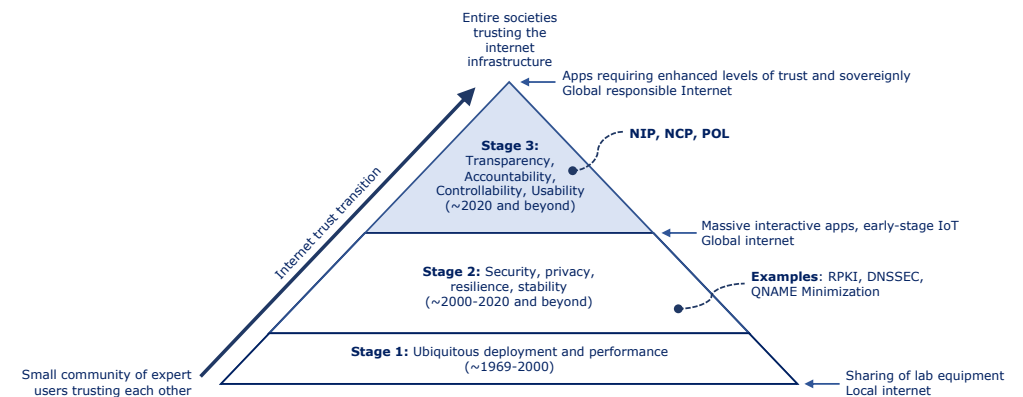 Entire societies
trusting the
internet
infrastructure
Apps requiring enhanced levels of trust and sovereignly
Global responsible Internet
NIP, NCP, POL
Stage 3:
Transparency,
Accountability,
Controllability, Usability
(~2020 and beyond)
Internet trust transition
Massive interactive apps, early-stage IoT
Global internet
Stage 2: Security, privacy,
resilience, stability
(~2000-2020 and beyond)
Examples: RPKI, DNSSEC,
QNAME Minimization
Stage 1: Ubiquitous deployment and performance
(~1969-2000)
Small community of expert
users trusting each other
Sharing of lab equipment
Local internet